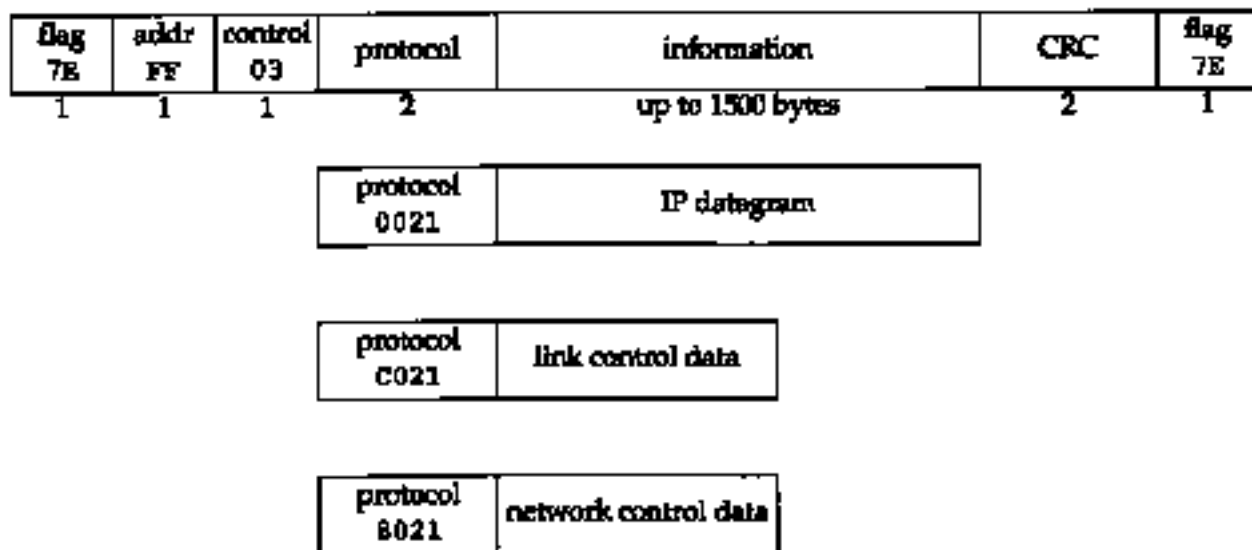 flag addr control protocol information CRC flag
7E FF 03 7E
1 1 1 2 up to 1500 bytes 2 1
protocol IP datagram
0021
protocol link control data
C021
protocol network control data
8021